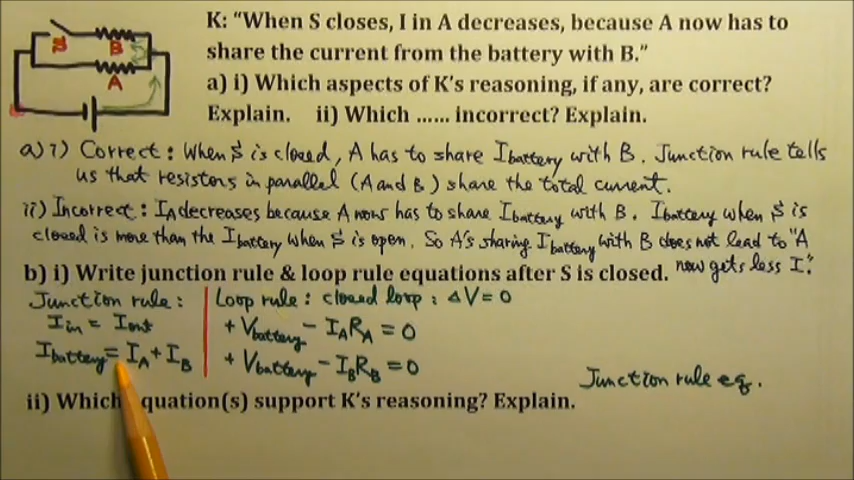 K: "When S closes, I in A decreases, because A now has to
share the current from the battery with B."
a) i) Which aspects of K's reasoning, if any, are correct?
Explain. ii) Which ...... incorrect? Explain.
S
B
A
a) i) Correct: When S is closed, A has to share Ibattery with B. Junction rule tells
us that resistors in parallel (A and B) share the total current.
ii) Incorrect: IA decreases because A now has to share Ibattery with B. Ibattery when S is
closed is more than the Ibattery when S is open. So A's sharing Ibattery with B does not lead to "A
now gets less I".
b) i) Write junction rule & loop rule equations after S is closed.
Junction rule:
Iin = Iout
Ibattery = IA + IB
Loop rule: closed loop: ΔV = 0
+ Vbattery - IARA = 0
+ Vbattery - IBRB = 0
Junction rule eq.
ii) Which equation(s) support K's reasoning? Explain.